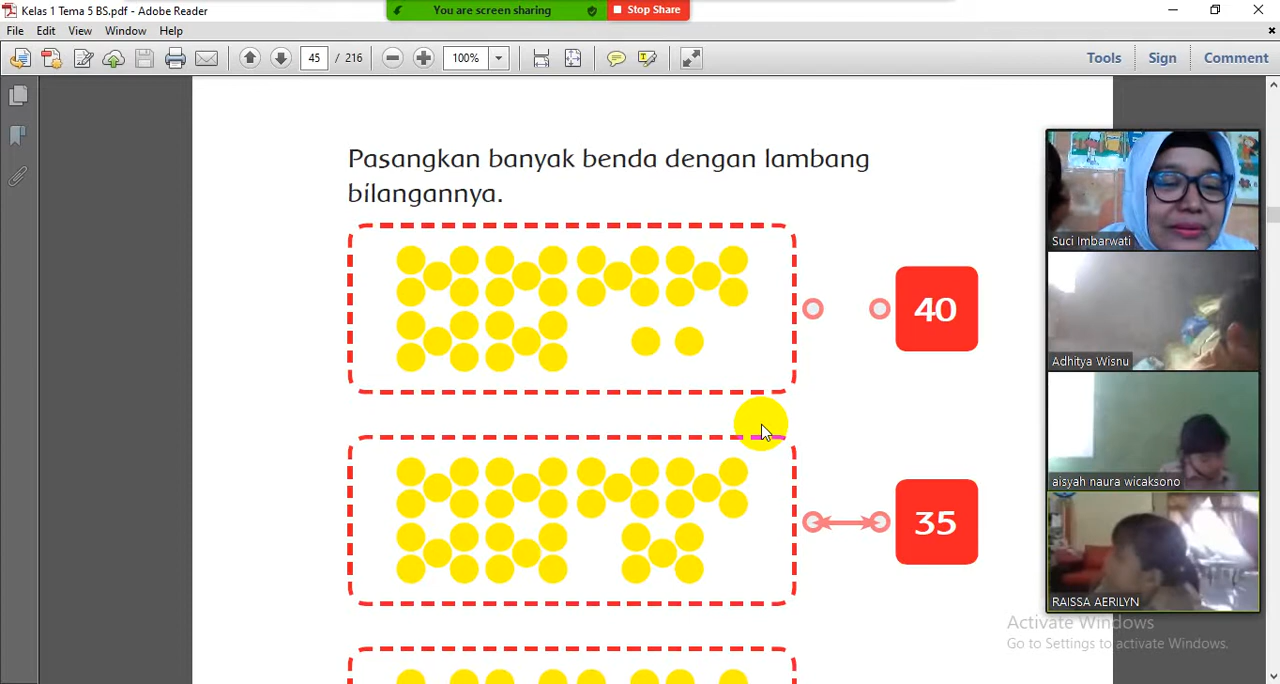 Kelas 1 Tema 5 BS.pdf - Adobe Reader
You are screen sharing
Stop Share
File Edit View Window Help
45 / 216
100%
Tools Sign Comment
Pasangkan banyak benda dengan lambang
bilangannya.
40
35
Suci Imbarwati
Adhitya Wisnu
aisyah naura wicaksono
RAISSA AERILYN
Activate Windows
Go to Settings to activate Windows.